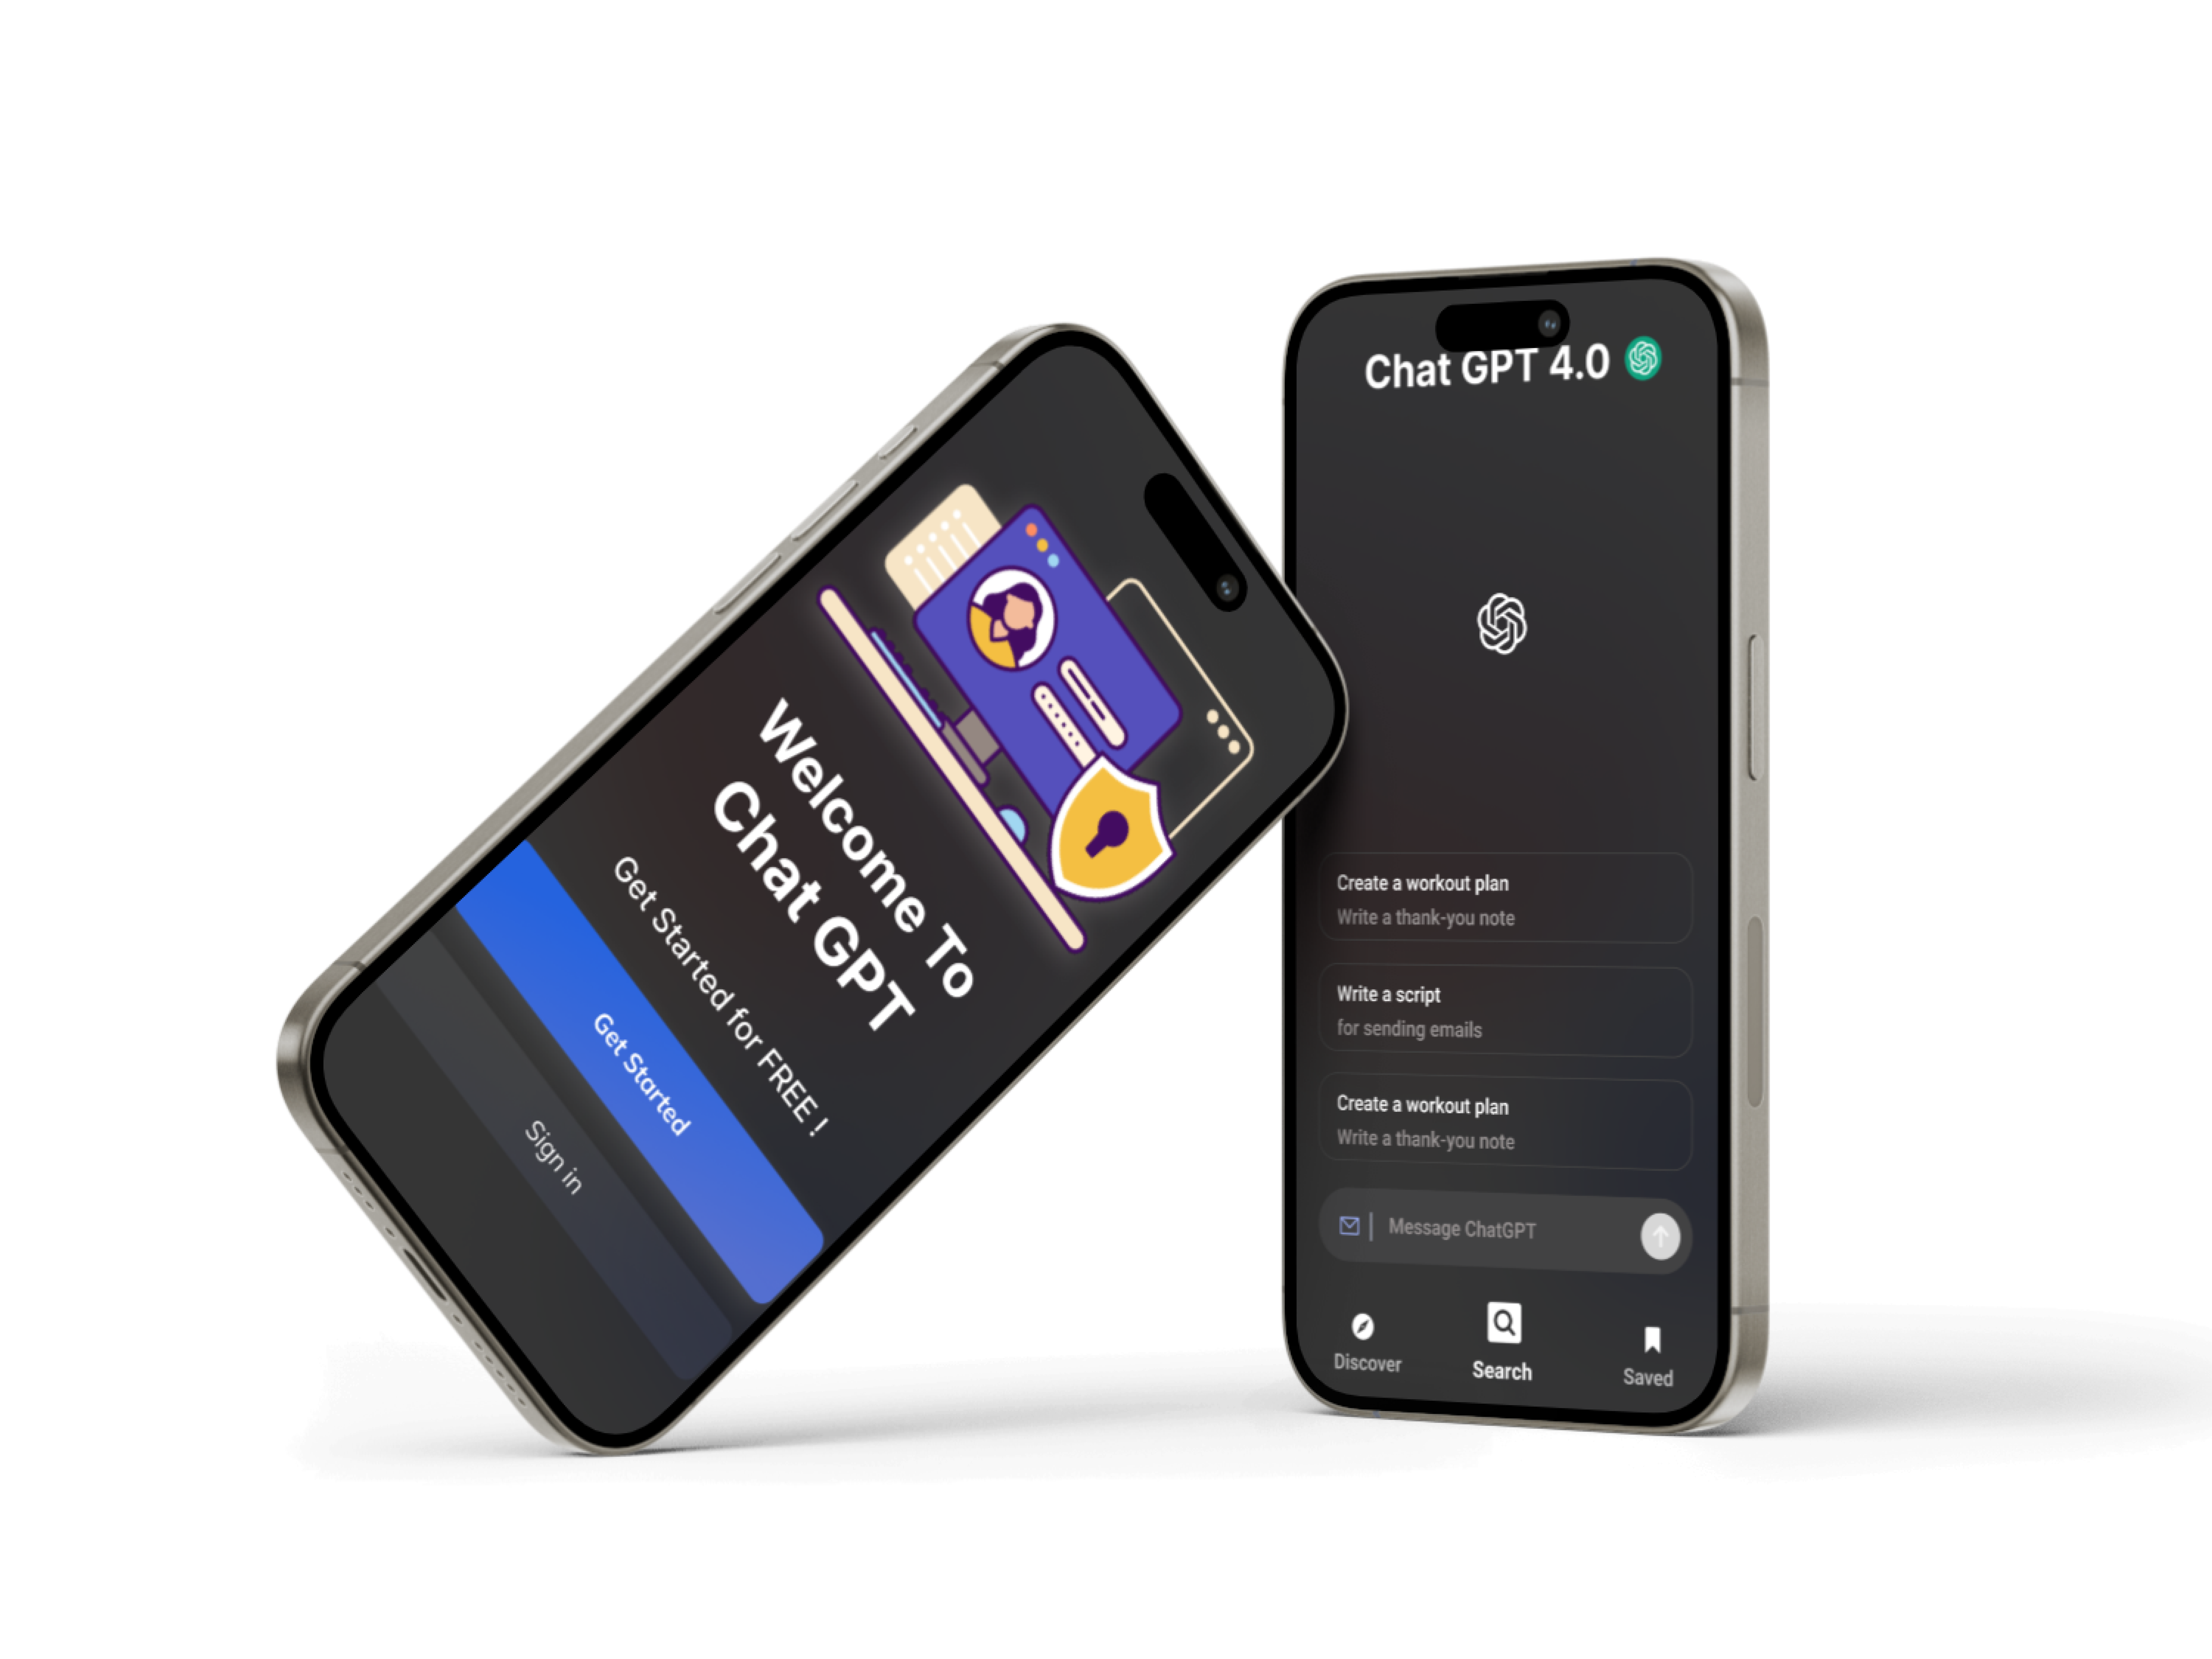 Welcome To
Chat GPT
Get Started for FREE !
Get Started
Sign in
Chat GPT 4.0
Create a workout plan
Write a thank-you note
Write a script
for sending emails
Create a workout plan
Write a thank-you note
Message ChatGPT
Discover
Search
Saved